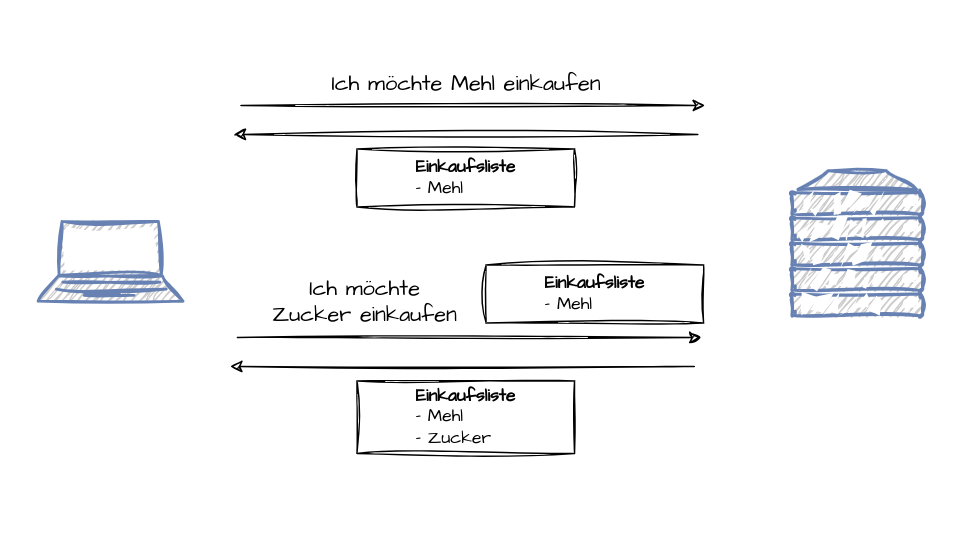 Ich möchte Mehl einkaufen
Einkaufsliste
- Mehl
Ich möchte
Zucker einkaufen
Einkaufsliste
- Mehl
Einkaufsliste
- Mehl
- Zucker